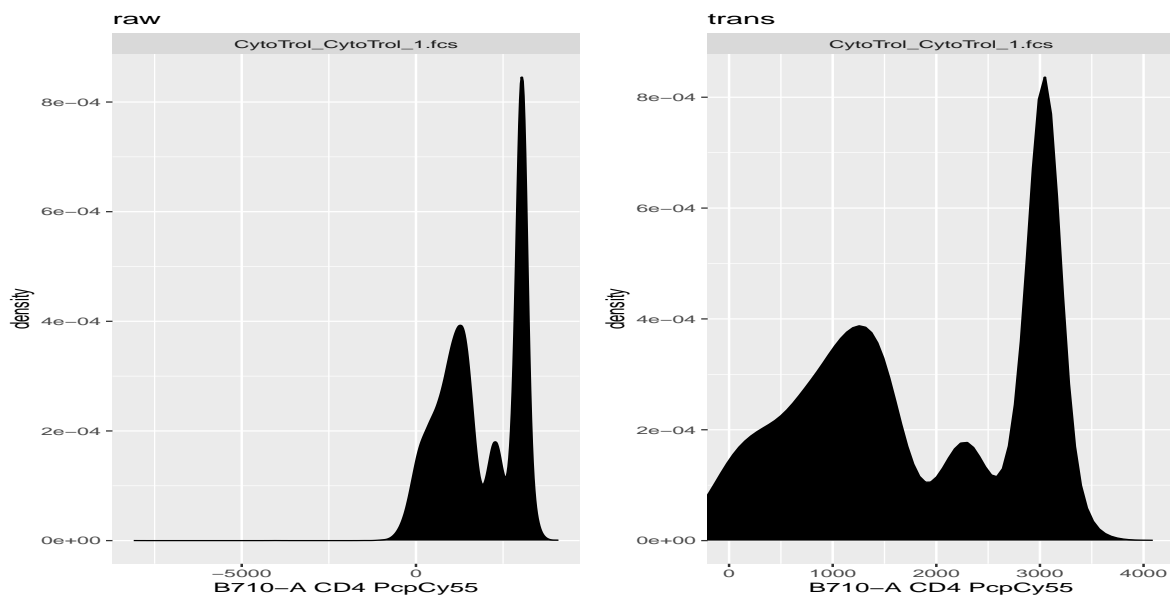 raw
CytoTrol_CytoTrol_1.fcs
8e−04
6e−04
4e−04
2e−04
0e+00
density
−5000
0
B710−A CD4 PcpCy55
trans
CytoTrol_CytoTrol_1.fcs
8e−04
6e−04
4e−04
2e−04
0e+00
density
0
1000
2000
3000
4000
B710−A CD4 PcpCy55